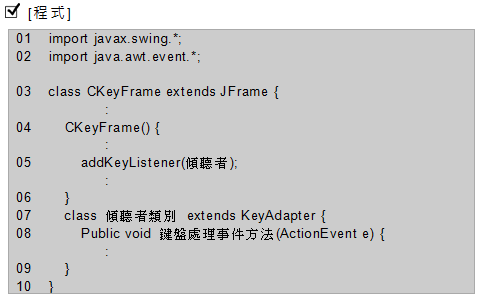 [程式]
01 import javax.swing.*;
02 import java.awt.event.*;
03 class CKeyFrame extends JFrame {
:
04 CKeyFrame() {
:
05 addKeyListener(傾聽者);
:
06 }
07 class 傾聽者類別 extends KeyAdapter {
08 Public void 鍵盤處理事件方法(ActionEvent e) {
:
09 }
10 }